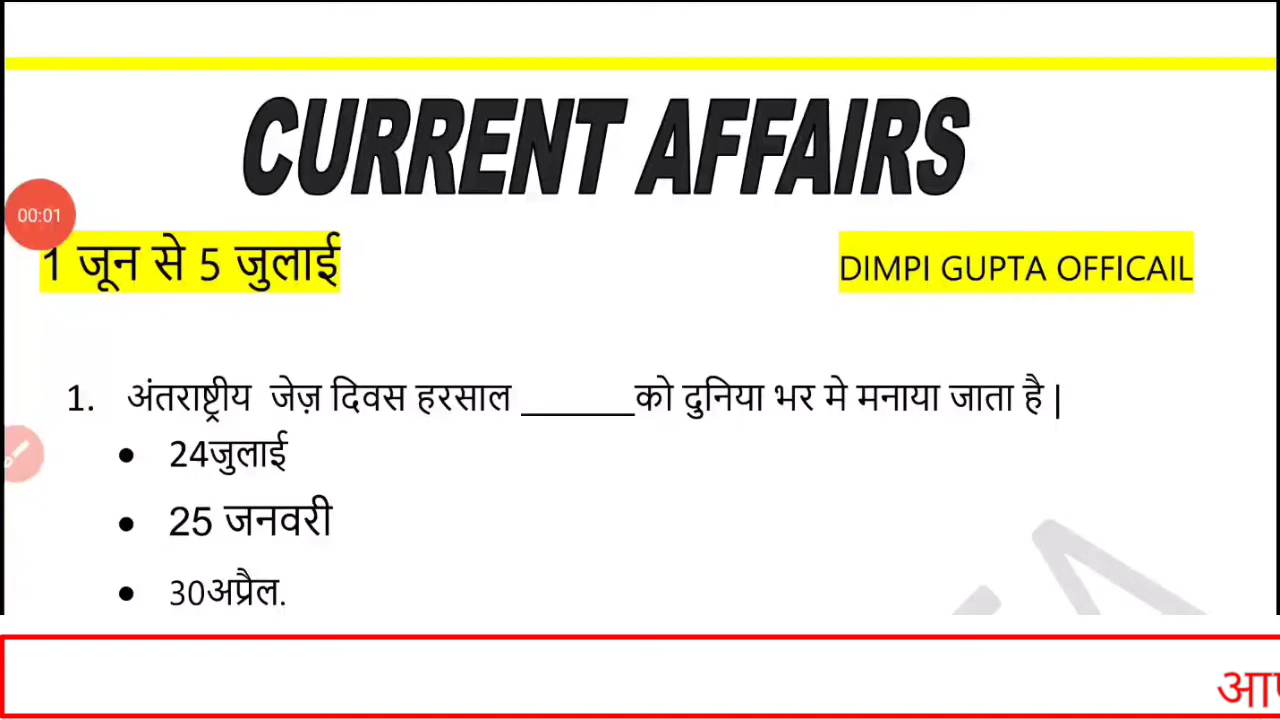 CURRENT AFFAIRS
00:01
1 जून से 5 जुलाई
DIMPI GUPTA OFFICAIL
1. अंतराष्ट्रीय जेज़ दिवस हरसाल ______को दुनिया भर मे मनाया जाता है |
• 24जुलाई
• 25 जनवरी
• 30अप्रैल.